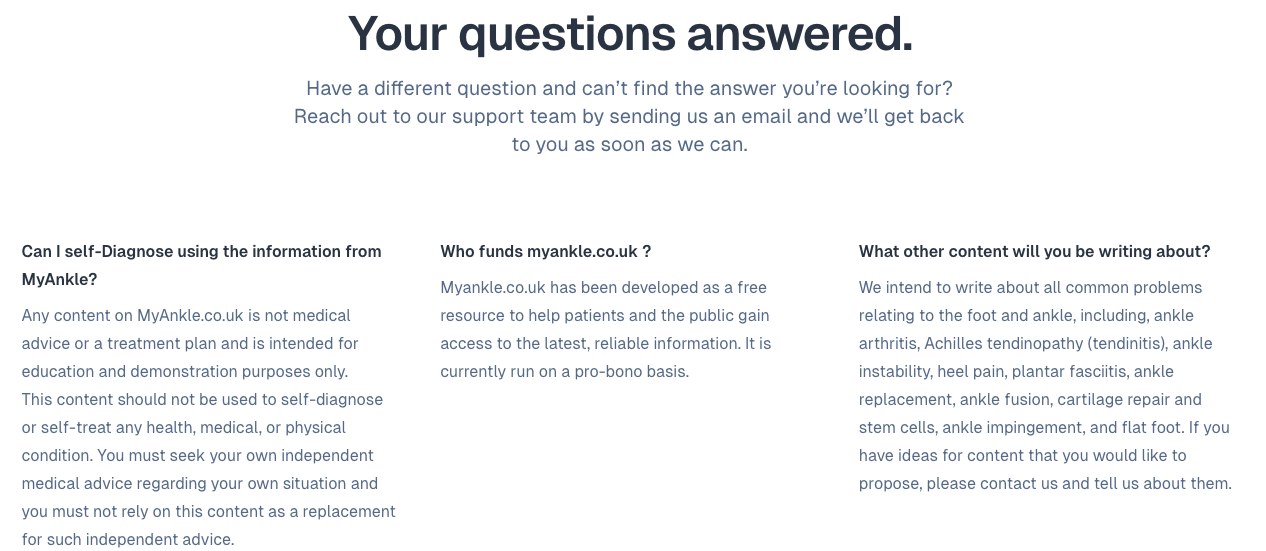 Your questions answered.
Have a different question and can’t find the answer you’re looking for?
Reach out to our support team by sending us an email and we’ll get back
to you as soon as we can.
Can I self-Diagnose using the information from
MyAnkle?
Any content on MyAnkle.co.uk is not medical
advice or a treatment plan and is intended for
education and demonstration purposes only.
This content should not be used to self-diagnose
or self-treat any health, medical, or physical
condition. You must seek your own independent
medical advice regarding your own situation and
you must not rely on this content as a replacement
for such independent advice.
Who funds myankle.co.uk ?
Myankle.co.uk has been developed as a free
resource to help patients and the public gain
access to the latest, reliable information. It is
currently run on a pro-bono basis.
What other content will you be writing about?
We intend to write about all common problems
relating to the foot and ankle, including, ankle
arthritis, Achilles tendinopathy (tendinitis), ankle
instability, heel pain, plantar fasciitis, ankle
replacement, ankle fusion, cartilage repair and
stem cells, ankle impingement, and flat foot. If you
have ideas for content that you would like to
propose, please contact us and tell us about them.